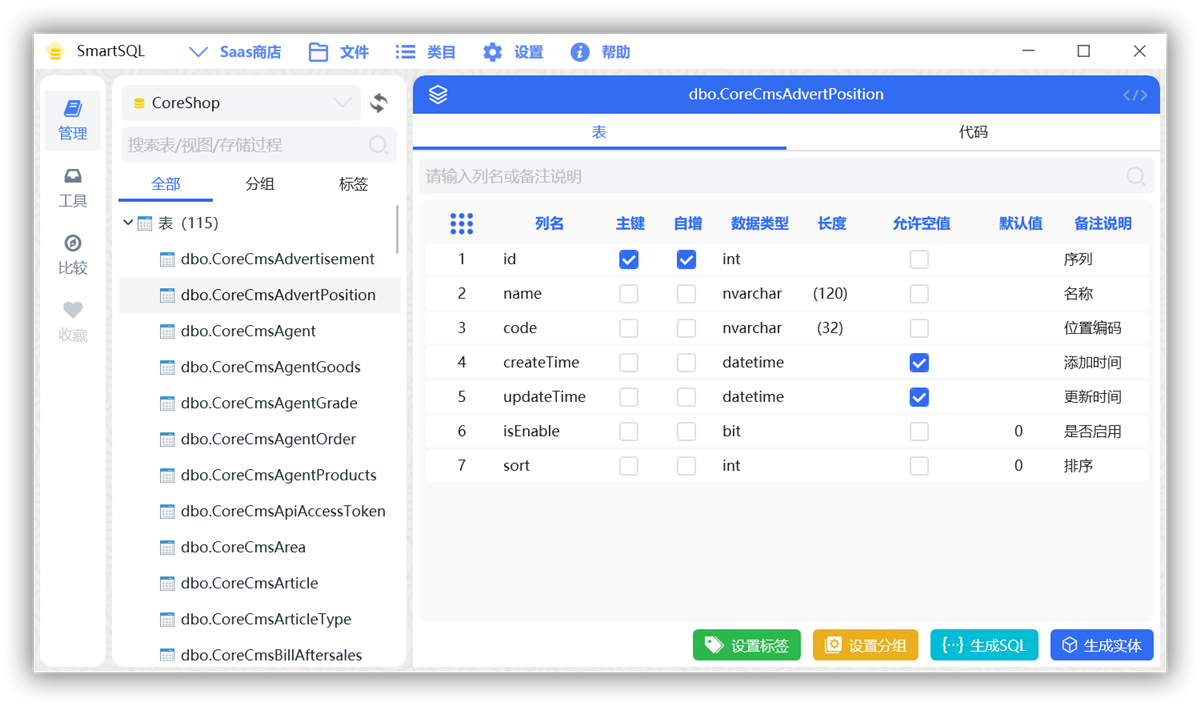 SmartSQL Saas商店 文件 类目 设置 帮助
管理
工具
比较
收藏
CoreShop
搜索表/视图/存储过程
全部 分组 标签
表 (115)
dbo.CoreCmsAdvertisement
dbo.CoreCmsAdvertPosition
dbo.CoreCmsAgent
dbo.CoreCmsAgentGoods
dbo.CoreCmsAgentGrade
dbo.CoreCmsAgentOrder
dbo.CoreCmsAgentProducts
dbo.CoreCmsApiAccessToken
dbo.CoreCmsArea
dbo.CoreCmsArticle
dbo.CoreCmsArticleType
dbo.CoreCmsBillAftersales
dbo.CoreCmsAdvertPosition
表 代码
请输入列名或备注说明
列名 主键 自增 数据类型 长度 允许空值 默认值 备注说明
1 id int 序列
2 name nvarchar (120) 名称
3 code nvarchar (32) 位置编码
4 createTime datetime 添加时间
5 updateTime datetime 更新时间
6 isEnable bit 0 是否启用
7 sort int 0 排序
设置标签 设置分组 生成SQL 生成实体